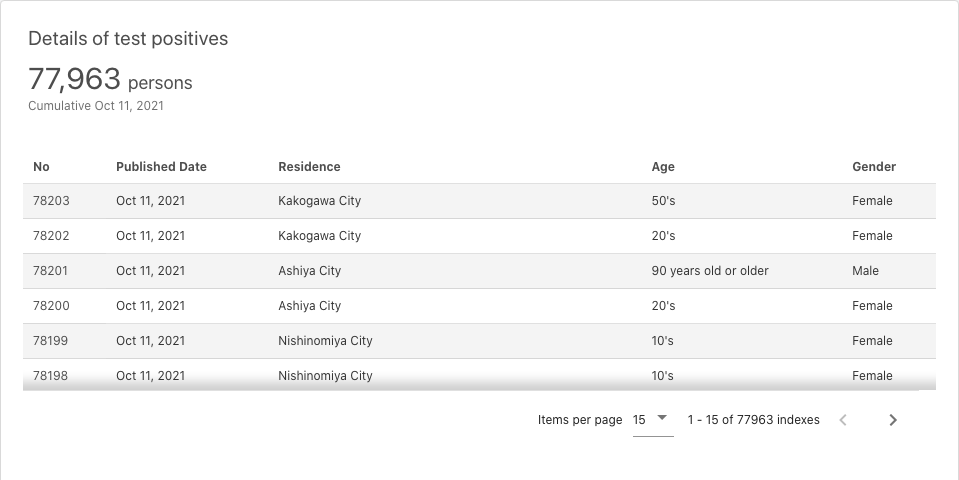 Details of test positives
77,963 persons
Cumulative Oct 11, 2021
No Published Date Residence Age Gender
78203 Oct 11, 2021 Kakogawa City 50's Female
78202 Oct 11, 2021 Kakogawa City 20's Female
78201 Oct 11, 2021 Ashiya City 90 years old or older Male
78200 Oct 11, 2021 Ashiya City 20's Female
78199 Oct 11, 2021 Nishinomiya City 10's Female
78198 Oct 11, 2021 Nishinomiya City 10's Female
Items per page 15 1 - 15 of 77963 indexes